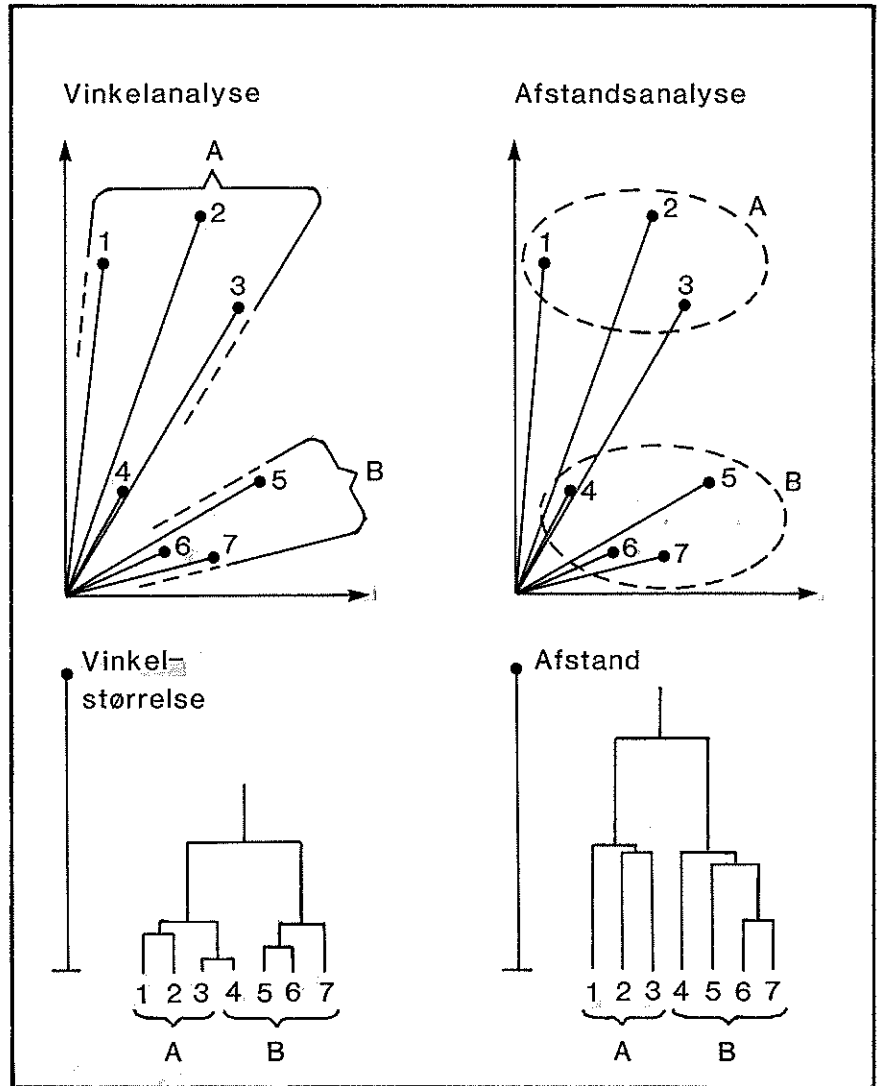 Vinkelanalyse
A
2
1
3
4
5
B
6
7
Afstandsanalyse
A
2
1
3
4
5
B
6
7
Vinkel-
størrelse
1 2 3 4 5 6 7
A B
Afstand
1 2 3 4 5 6 7
A B